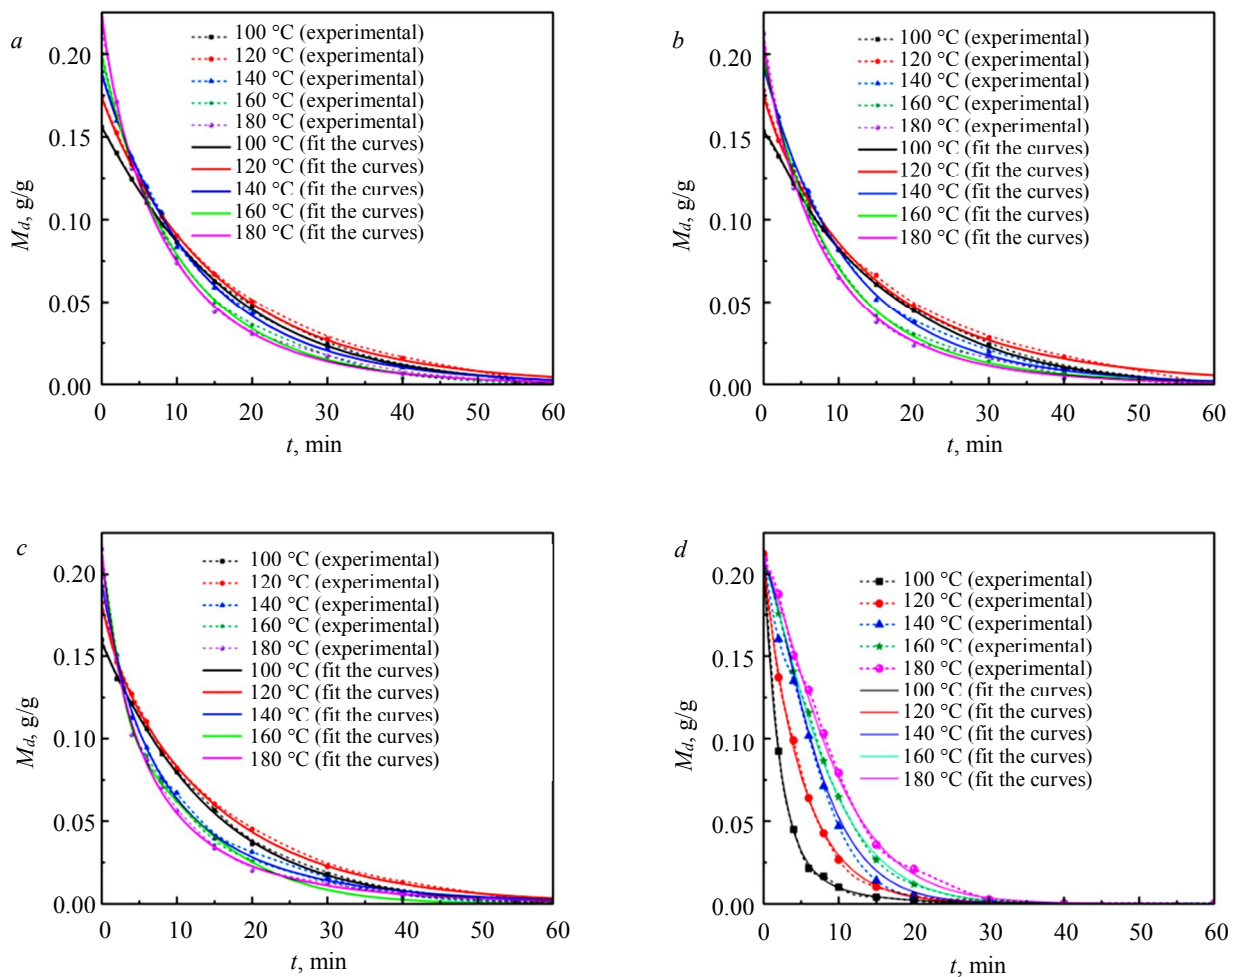 a
0.20
0.15
0.10
0.05
0.00
M_d, g/g
100 °C (experimental)
120 °C (experimental)
140 °C (experimental)
160 °C (experimental)
180 °C (experimental)
100 °C (fit the curves)
120 °C (fit the curves)
140 °C (fit the curves)
160 °C (fit the curves)
180 °C (fit the curves)
0 10 20 30 40 50 60
t, min
b
0.20
0.15
0.10
0.05
0.00
M_d, g/g
100 °C (experimental)
120 °C (experimental)
140 °C (experimental)
160 °C (experimental)
180 °C (experimental)
100 °C (fit the curves)
120 °C (fit the curves)
140 °C (fit the curves)
160 °C (fit the curves)
180 °C (fit the curves)
0 10 20 30 40 50 60
t, min
c
0.20
0.15
0.10
0.05
0.00
M_d, g/g
100 °C (experimental)
120 °C (experimental)
140 °C (experimental)
160 °C (experimental)
180 °C (experimental)
100 °C (fit the curves)
120 °C (fit the curves)
140 °C (fit the curves)
160 °C (fit the curves)
180 °C (fit the curves)
0 10 20 30 40 50 60
t, min
d
0.20
0.15
0.10
0.05
0.00
M_d, g/g
100 °C (experimental)
120 °C (experimental)
140 °C (experimental)
160 °C (experimental)
180 °C (experimental)
100 °C (fit the curves)
120 °C (fit the curves)
140 °C (fit the curves)
160 °C (fit the curves)
180 °C (fit the curves)
0 10 20 30 40 50 60
t, min